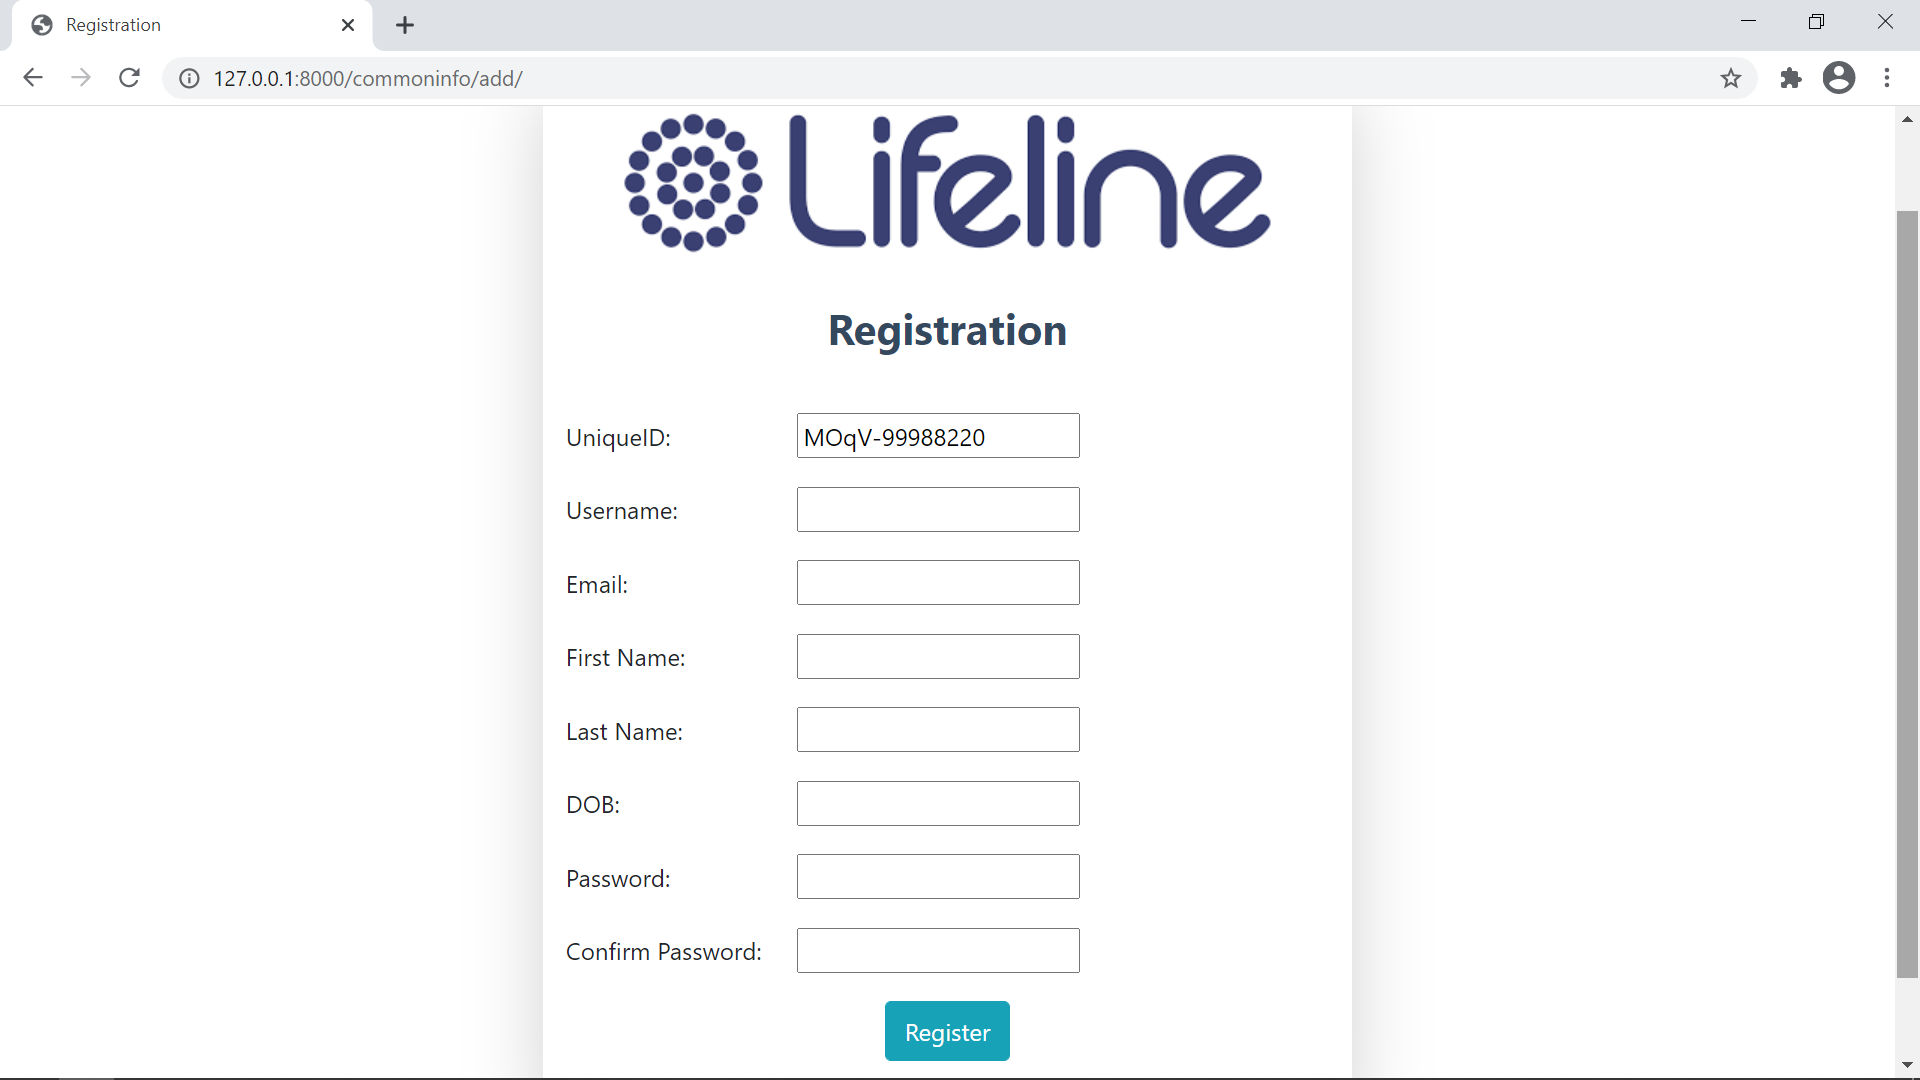 Registration
127.0.0.1:8000/commoninfo/add/
Lifeline
Registration
UniqueID: MOqV-99988220
Username:
Email:
First Name:
Last Name:
DOB:
Password:
Confirm Password:
Register